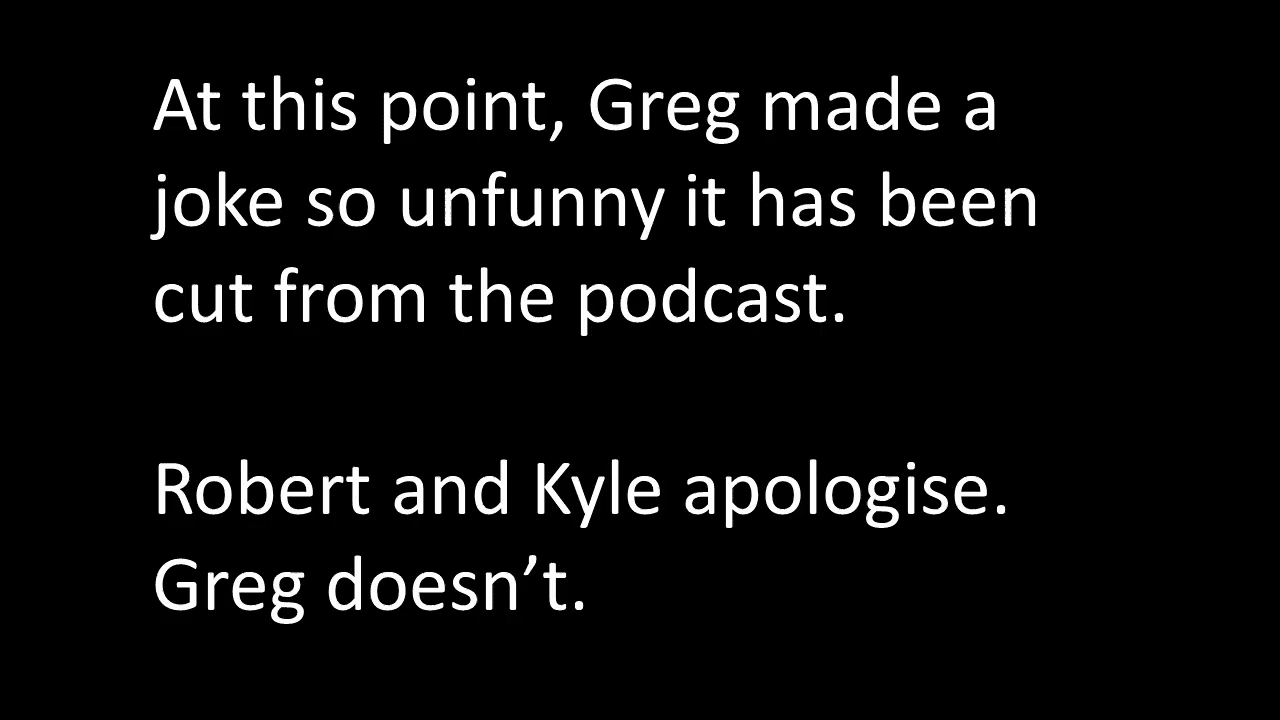 At this point, Greg made a
joke so unfunny it has been
cut from the podcast.
Robert and Kyle apologise.
Greg doesn’t.